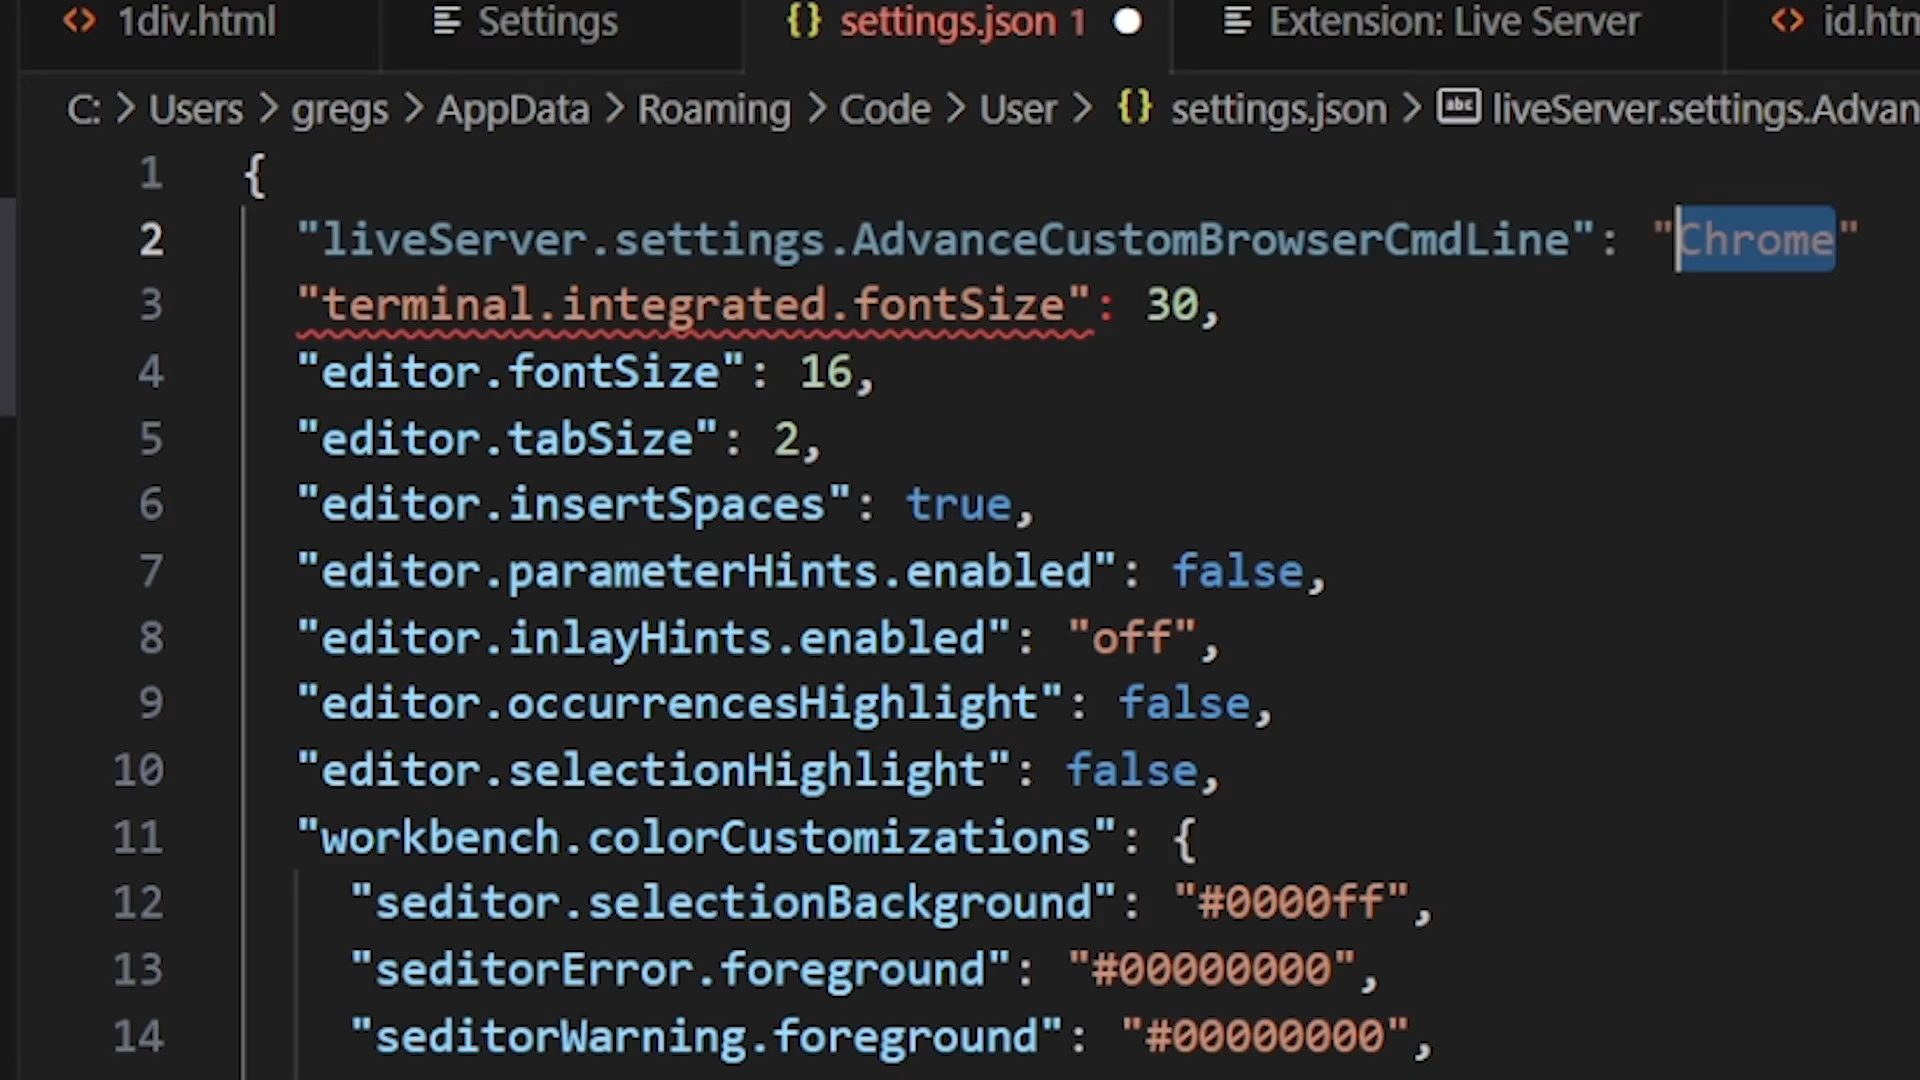 <> 1div.html Settings {} settings.json 1 Extension: Live Server <> id.htm
C: > Users > gregs > AppData > Roaming > Code > User > {} settings.json > abc liveServer.settings.Advan
1 {
2 "liveServer.settings.AdvanceCustomBrowserCmdLine": "Chrome"
3 "terminal.integrated.fontSize": 30,
4 "editor.fontSize": 16,
5 "editor.tabSize": 2,
6 "editor.insertSpaces": true,
7 "editor.parameterHints.enabled": false,
8 "editor.inlayHints.enabled": "off",
9 "editor.occurrencesHighlight": false,
10 "editor.selectionHighlight": false,
11 "workbench.colorCustomizations": {
12 "seditor.selectionBackground": "#0000ff",
13 "seditorError.foreground": "#00000000",
14 "seditorWarning.foreground": "#00000000",